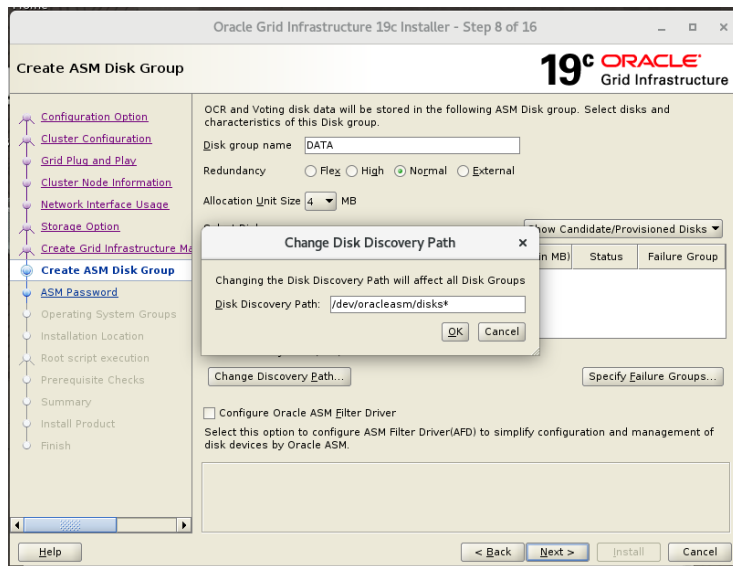 Oracle Grid Infrastructure 19c Installer - Step 8 of 16
Create ASM Disk Group
19c ORACLE
Grid Infrastructure
Configuration Option
Cluster Configuration
Grid Plug and Play
Cluster Node Information
Network Interface Usage
Storage Option
Create Grid Infrastructure Ma
Create ASM Disk Group
ASM Password
Operating System Groups
Installation Location
Root script execution
Prerequisite Checks
Summary
Install Product
Finish
OCR and Voting disk data will be stored in the following ASM Disk group. Select disks and
characteristics of this Disk group.
Disk group name DATA
Redundancy Flex High Normal External
Allocation Unit Size 4 MB
Show Candidate/Provisioned Disks
in MB) Status Failure Group
Change Disk Discovery Path
Changing the Disk Discovery Path will affect all Disk Groups
Disk Discovery Path: /dev/oracleasm/disks*
OK Cancel
Change Discovery Path... Specify Failure Groups...
Configure Oracle ASM Filter Driver
Select this option to configure ASM Filter Driver(AFD) to simplify configuration and management of
disk devices by Oracle ASM.
Help < Back Next > Install Cancel